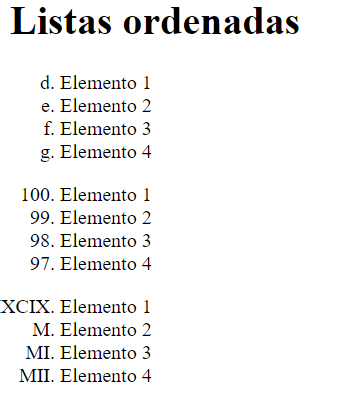 Listas ordenadas
d. Elemento 1
e. Elemento 2
f. Elemento 3
g. Elemento 4
100. Elemento 1
99. Elemento 2
98. Elemento 3
97. Elemento 4
XCIX. Elemento 1
M. Elemento 2
MI. Elemento 3
MII. Elemento 4